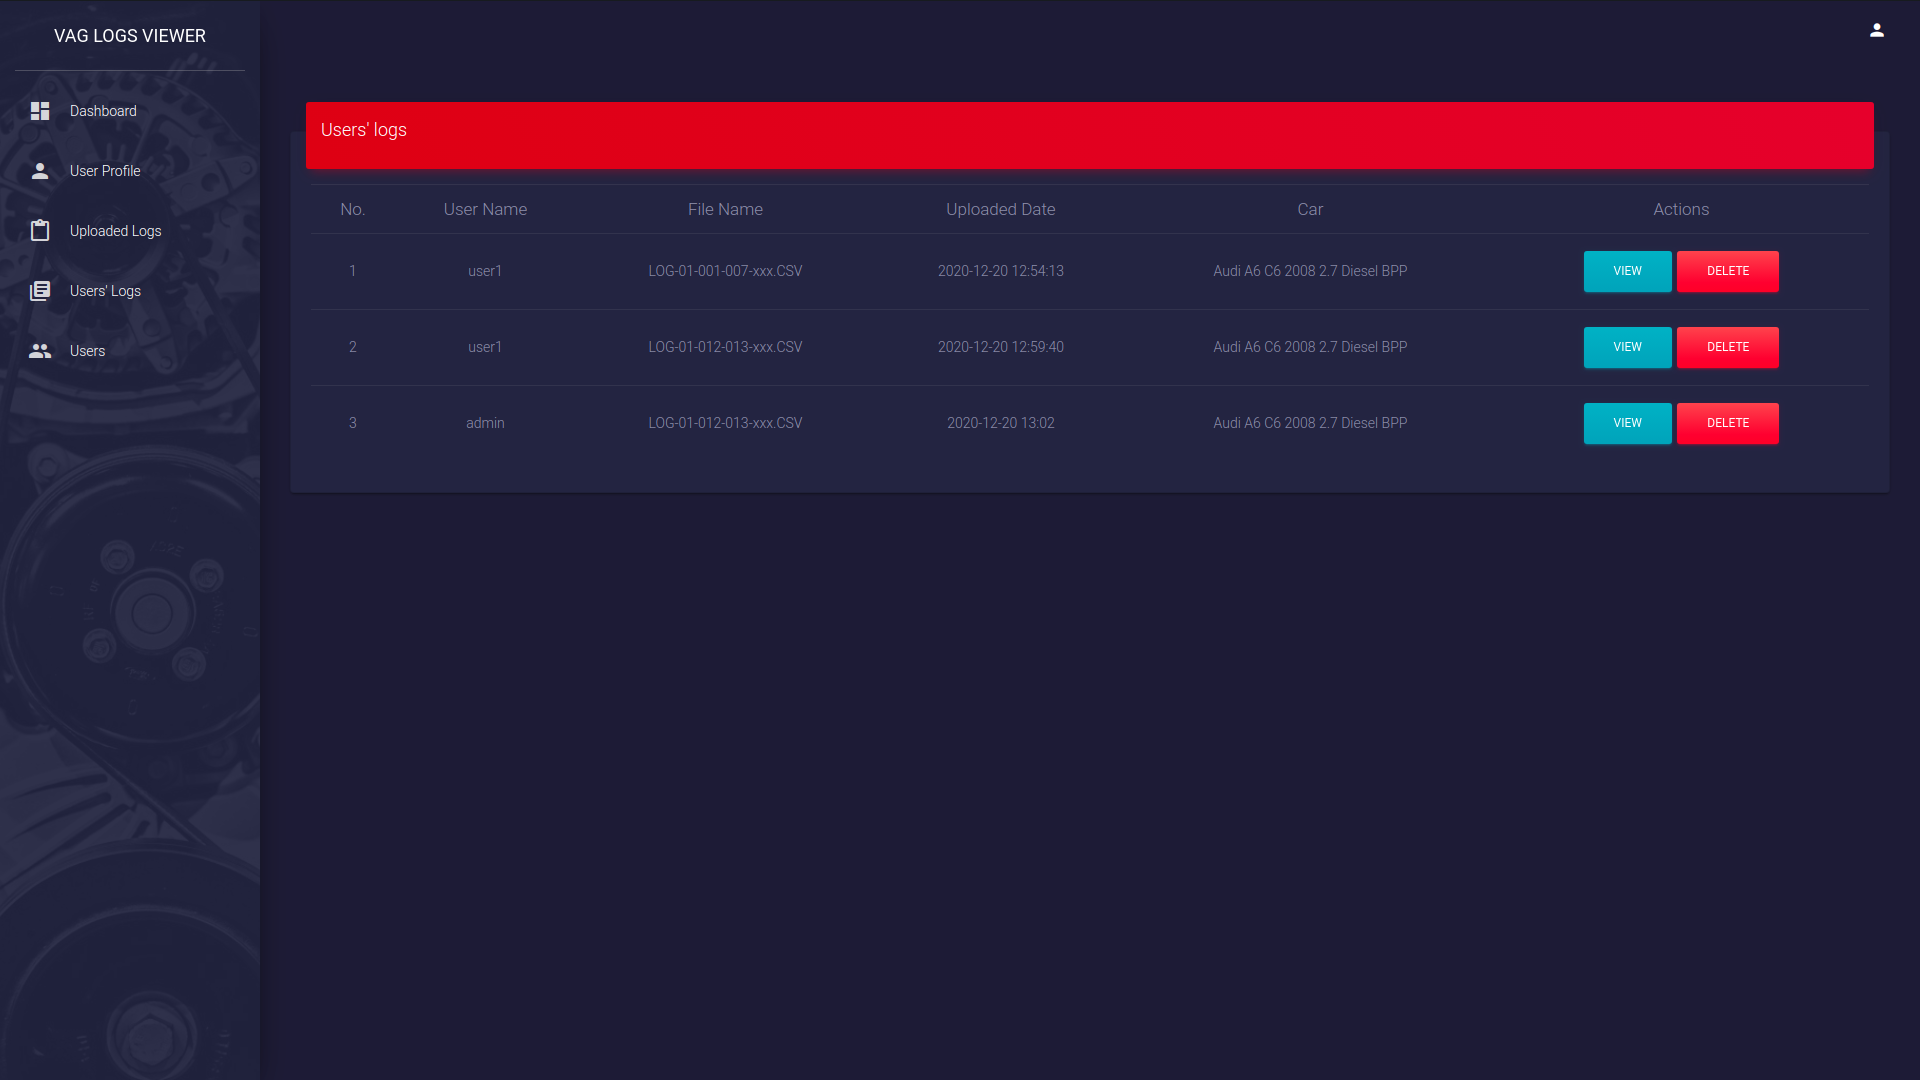 VAG LOGS VIEWER
Dashboard
User Profile
Uploaded Logs
Users' Logs
Users
Users' logs
No. User Name File Name Uploaded Date Car Actions
1 user1 LOG-01-001-007-xxx.CSV 2020-12-20 12:54:13 Audi A6 C6 2008 2.7 Diesel BPP VIEW DELETE
2 user1 LOG-01-012-013-xxx.CSV 2020-12-20 12:59:40 Audi A6 C6 2008 2.7 Diesel BPP VIEW DELETE
3 admin LOG-01-012-013-xxx.CSV 2020-12-20 13:02 Audi A6 C6 2008 2.7 Diesel BPP VIEW DELETE